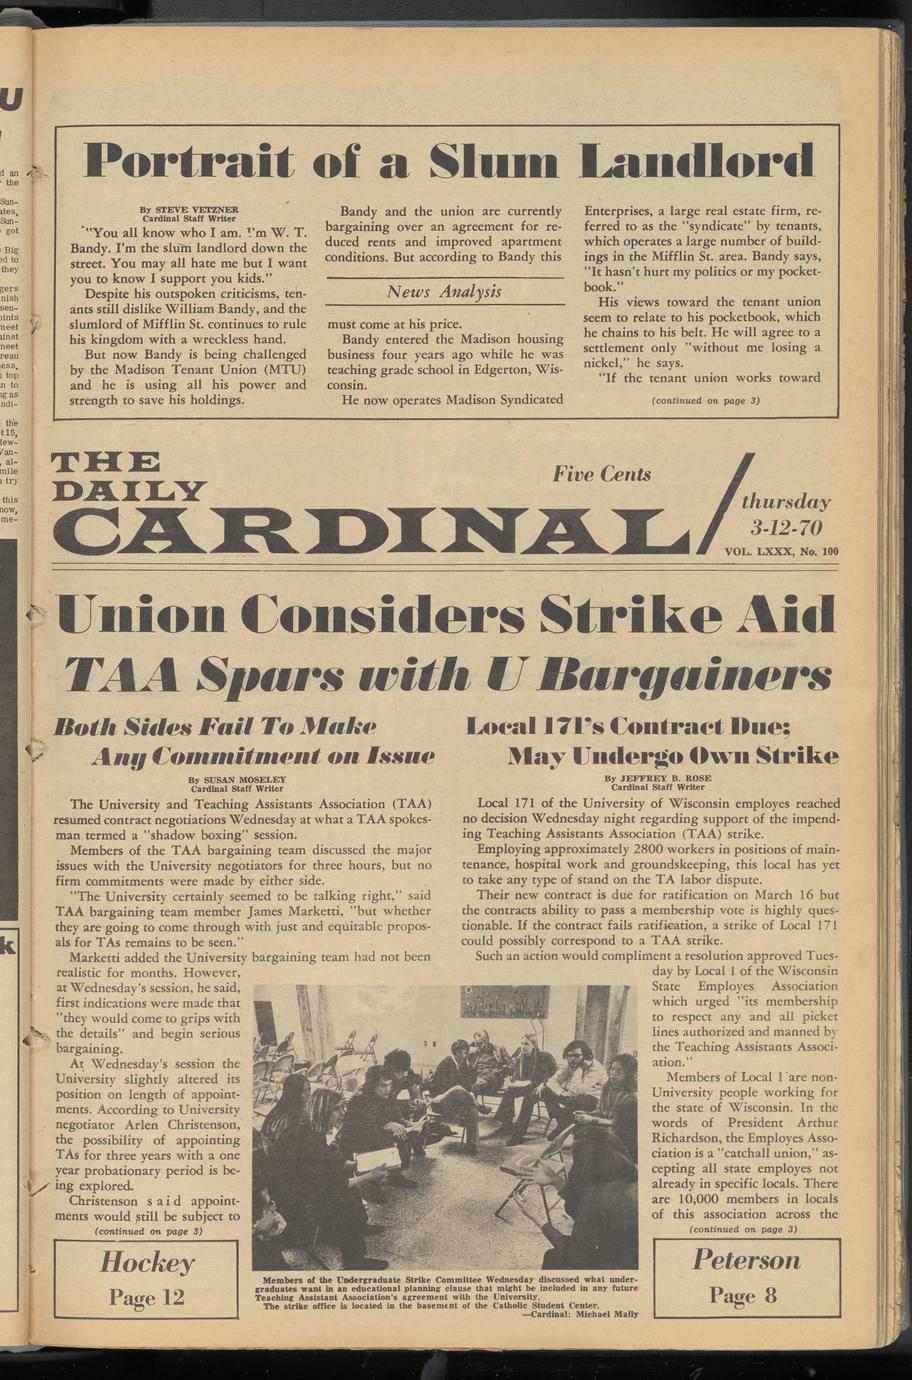 Portrait of a Slum Landlord
By STEVE VETZNER
Cardinal Staff Writer
"You all know who I am. I'm W. T.
Bandy. I'm the slum landlord down the
street. You may all hate me but I want
you to know I support you kids."
Despite his outspoken criticisms, ten-
ants still dislike William Bandy, and the
slumlord of Mifflin St. continues to rule
his kingdom with a wreckless hand.
But now Bandy is being challenged
by the Madison Tenant Union (MTU)
and he is using all his power and
strength to save his holdings.
Bandy and the union are currently
bargaining over an agreement for re-
duced rents and improved apartment
conditions. But according to Bandy this
News Analysis
must come at his price.
Bandy entered the Madison housing
business four years ago while he was
teaching grade school in Edgerton, Wis-
consin.
He now operates Madison Syndicated
Enterprises, a large real estate firm, re-
ferred to as the "syndicate" by tenants,
which operates a large number of build-
ings in the Mifflin St. area. Bandy says,
"It hasn't hurt my politics or my pocket-
book."
His views toward the tenant union
seem to relate to his pocketbook, which
he chains to his belt. He will agree to a
settlement only "without me losing a
nickel," he says.
"If the tenant union works toward
(continued on page 3)
THE
DAILY
CARDINAL
Five Cents
thursday
3-12-70
VOL. LXXX, No. 100
Union Considers Strike Aid
TAA Spars with U Bargainers
Both Sides Fail To Make
Any Commitment on Issue
By SUSAN MOSELEY
Cardinal Staff Writer
The University and Teaching Assistants Association (TAA)
resumed contract negotiations Wednesday at what a TAA spokes-
man termed a "shadow boxing" session.
Members of the TAA bargaining team discussed the major
issues with the University negotiators for three hours, but no
firm commitments were made by either side.
"The University certainly seemed to be talking right," said
TAA bargaining team member James Marketti, "but whether
they are going to come through with just and equitable propos-
als for TAs remains to be seen."
Marketti added the University bargaining team had not been
realistic for months. However,
at Wednesday's session, he said,
first indications were made that
"they would come to grips with
the details" and begin serious
bargaining.
At Wednesday's session the
University slightly altered its
position on length of appoint-
ments. According to University
negotiator Arlen Christenson,
the possibility of appointing
TAs for three years with a one
year probationary period is be-
ing explored.
Christenson said appoint-
ments would still be subject to
(continued on page 3)
Hockey
Page 12
Local 171's Contract Due;
May Undergo Own Strike
By JEFFREY B. ROSE
Cardinal Staff Writer
Local 171 of the University of Wisconsin employes reached
no decision Wednesday night regarding support of the impend-
ing Teaching Assistants Association (TAA) strike.
Employing approximately 2800 workers in positions of main-
tenance, hospital work and groundskeeping, this local has yet
to take any type of stand on the TA labor dispute.
Their new contract is due for ratification on March 16 but
the contracts ability to pass a membership vote is highly ques-
tionable. If the contract fails ratification, a strike of Local 171
could possibly correspond to a TAA strike.
Such an action would compliment a resolution approved Tues-
day by Local 1 of the Wisconsin
State Employes Association
which urged "its membership
to respect any and all picket
lines authorized and manned by
the Teaching Assistants Associ-
ation."
Members of Local 1 are non-
University people working for
the state of Wisconsin. In the
words of President Arthur
Richardson, the Employes Asso-
ciation is a "catchall union," as-
cepting all state employes not
already in specific locals. There
are 10,000 members in locals
of this association across the
(continued on page 3)
Members of the Undergraduate Strike Committee Wednesday discussed what under-
graduates want in an educational planning clause that might be included in any future
Teaching Assistant Association's agreement with the University.
The strike office is located in the basement of the Catholic Student Center.
—Cardinal: Michael Mally
Peterson
Page 8